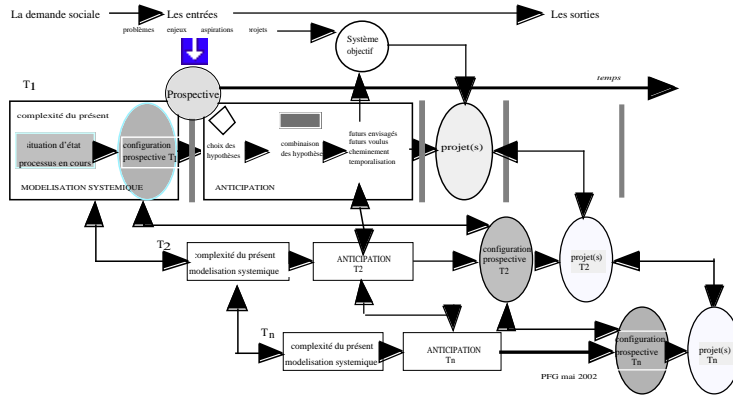 La demande sociale
Les entrées
Les sorties
problèmes enjeux aspirations rojets
Système
objectif
T1
Prospective
temps
complexité du présent
ituation d'état
processus en cours
configuration
prospective T1
MODELISATION SYSTEMIQUE
choix des
hypothèses
combinaison
des hypothèse
futurs envisagés
futurs voulus
cheminement
temporalisation
ANTICIPATION
projet(s)
T2
complexité du présent
modelisation systemique
ANTICIPATION
T2
configuration
prospective
T2
projet(s)
T2
Tn
complexité du présent
modelisation systemique
ANTICIPATION
Tn
configuration
prospective
Tn
projet(s)
Tn
PFG mai 2002